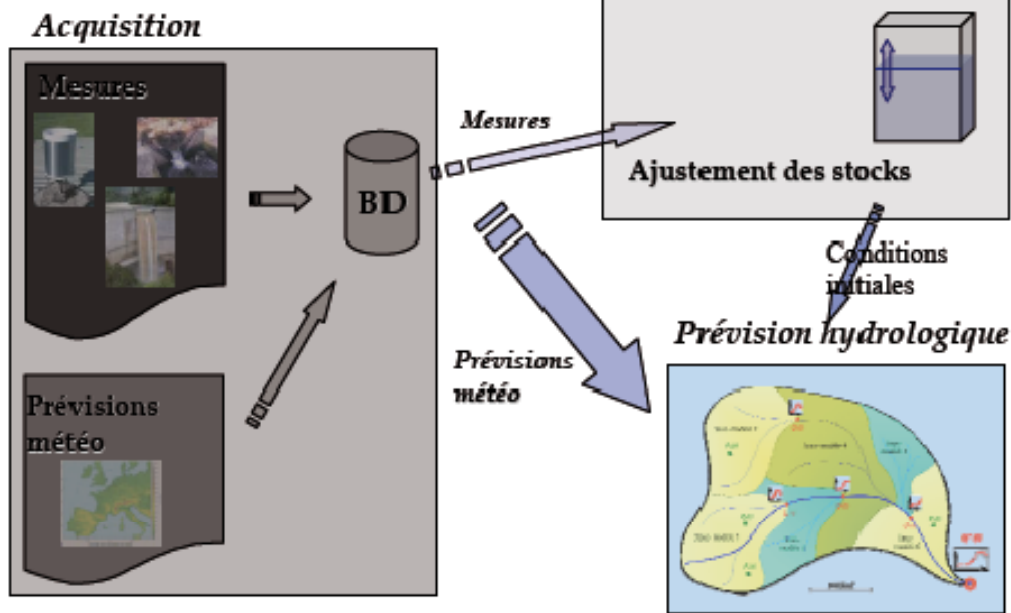 Acquisition
Mesures
BD
Prévisions
météo
Mesures
Ajustement des stocks
Conditions
initiales
Prévisions
météo
Prévision hydrologique